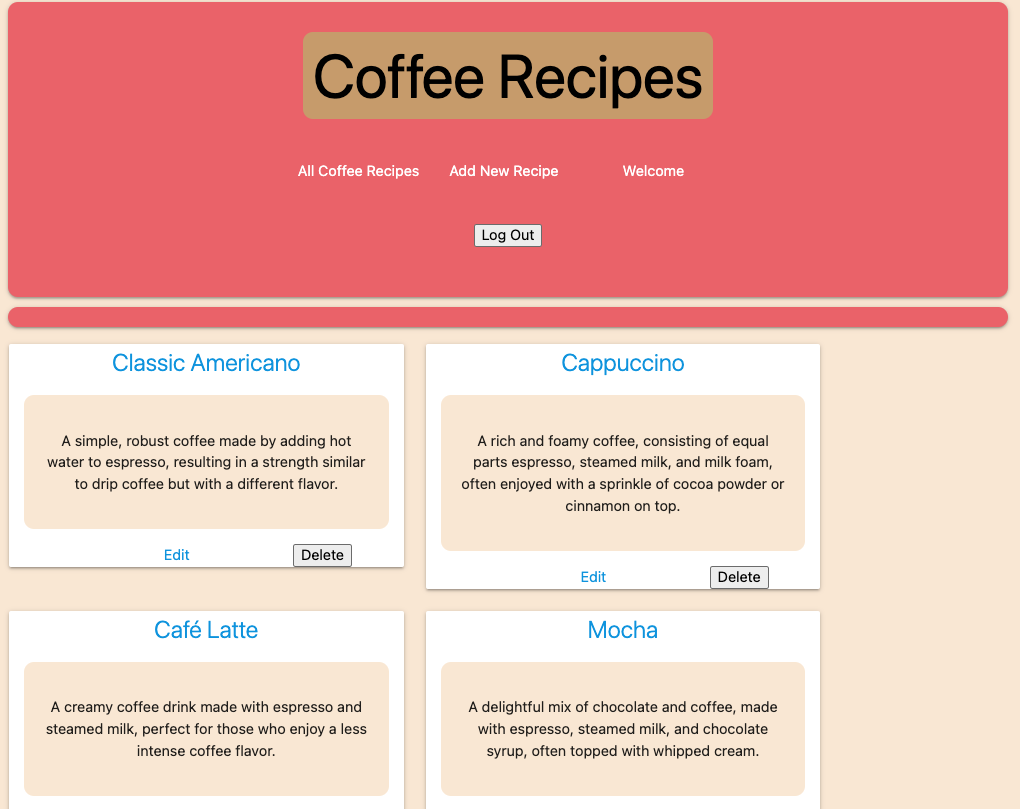 Coffee Recipes
All Coffee Recipes Add New Recipe Welcome
Log Out
Classic Americano
A simple, robust coffee made by adding hot
water to espresso, resulting in a strength similar
to drip coffee but with a different flavor.
Edit Delete
Cappuccino
A rich and foamy coffee, consisting of equal
parts espresso, steamed milk, and milk foam,
often enjoyed with a sprinkle of cocoa powder or
cinnamon on top.
Edit Delete
Café Latte
A creamy coffee drink made with espresso and
steamed milk, perfect for those who enjoy a less
intense coffee flavor.
Mocha
A delightful mix of chocolate and coffee, made
with espresso, steamed milk, and chocolate
syrup, often topped with whipped cream.